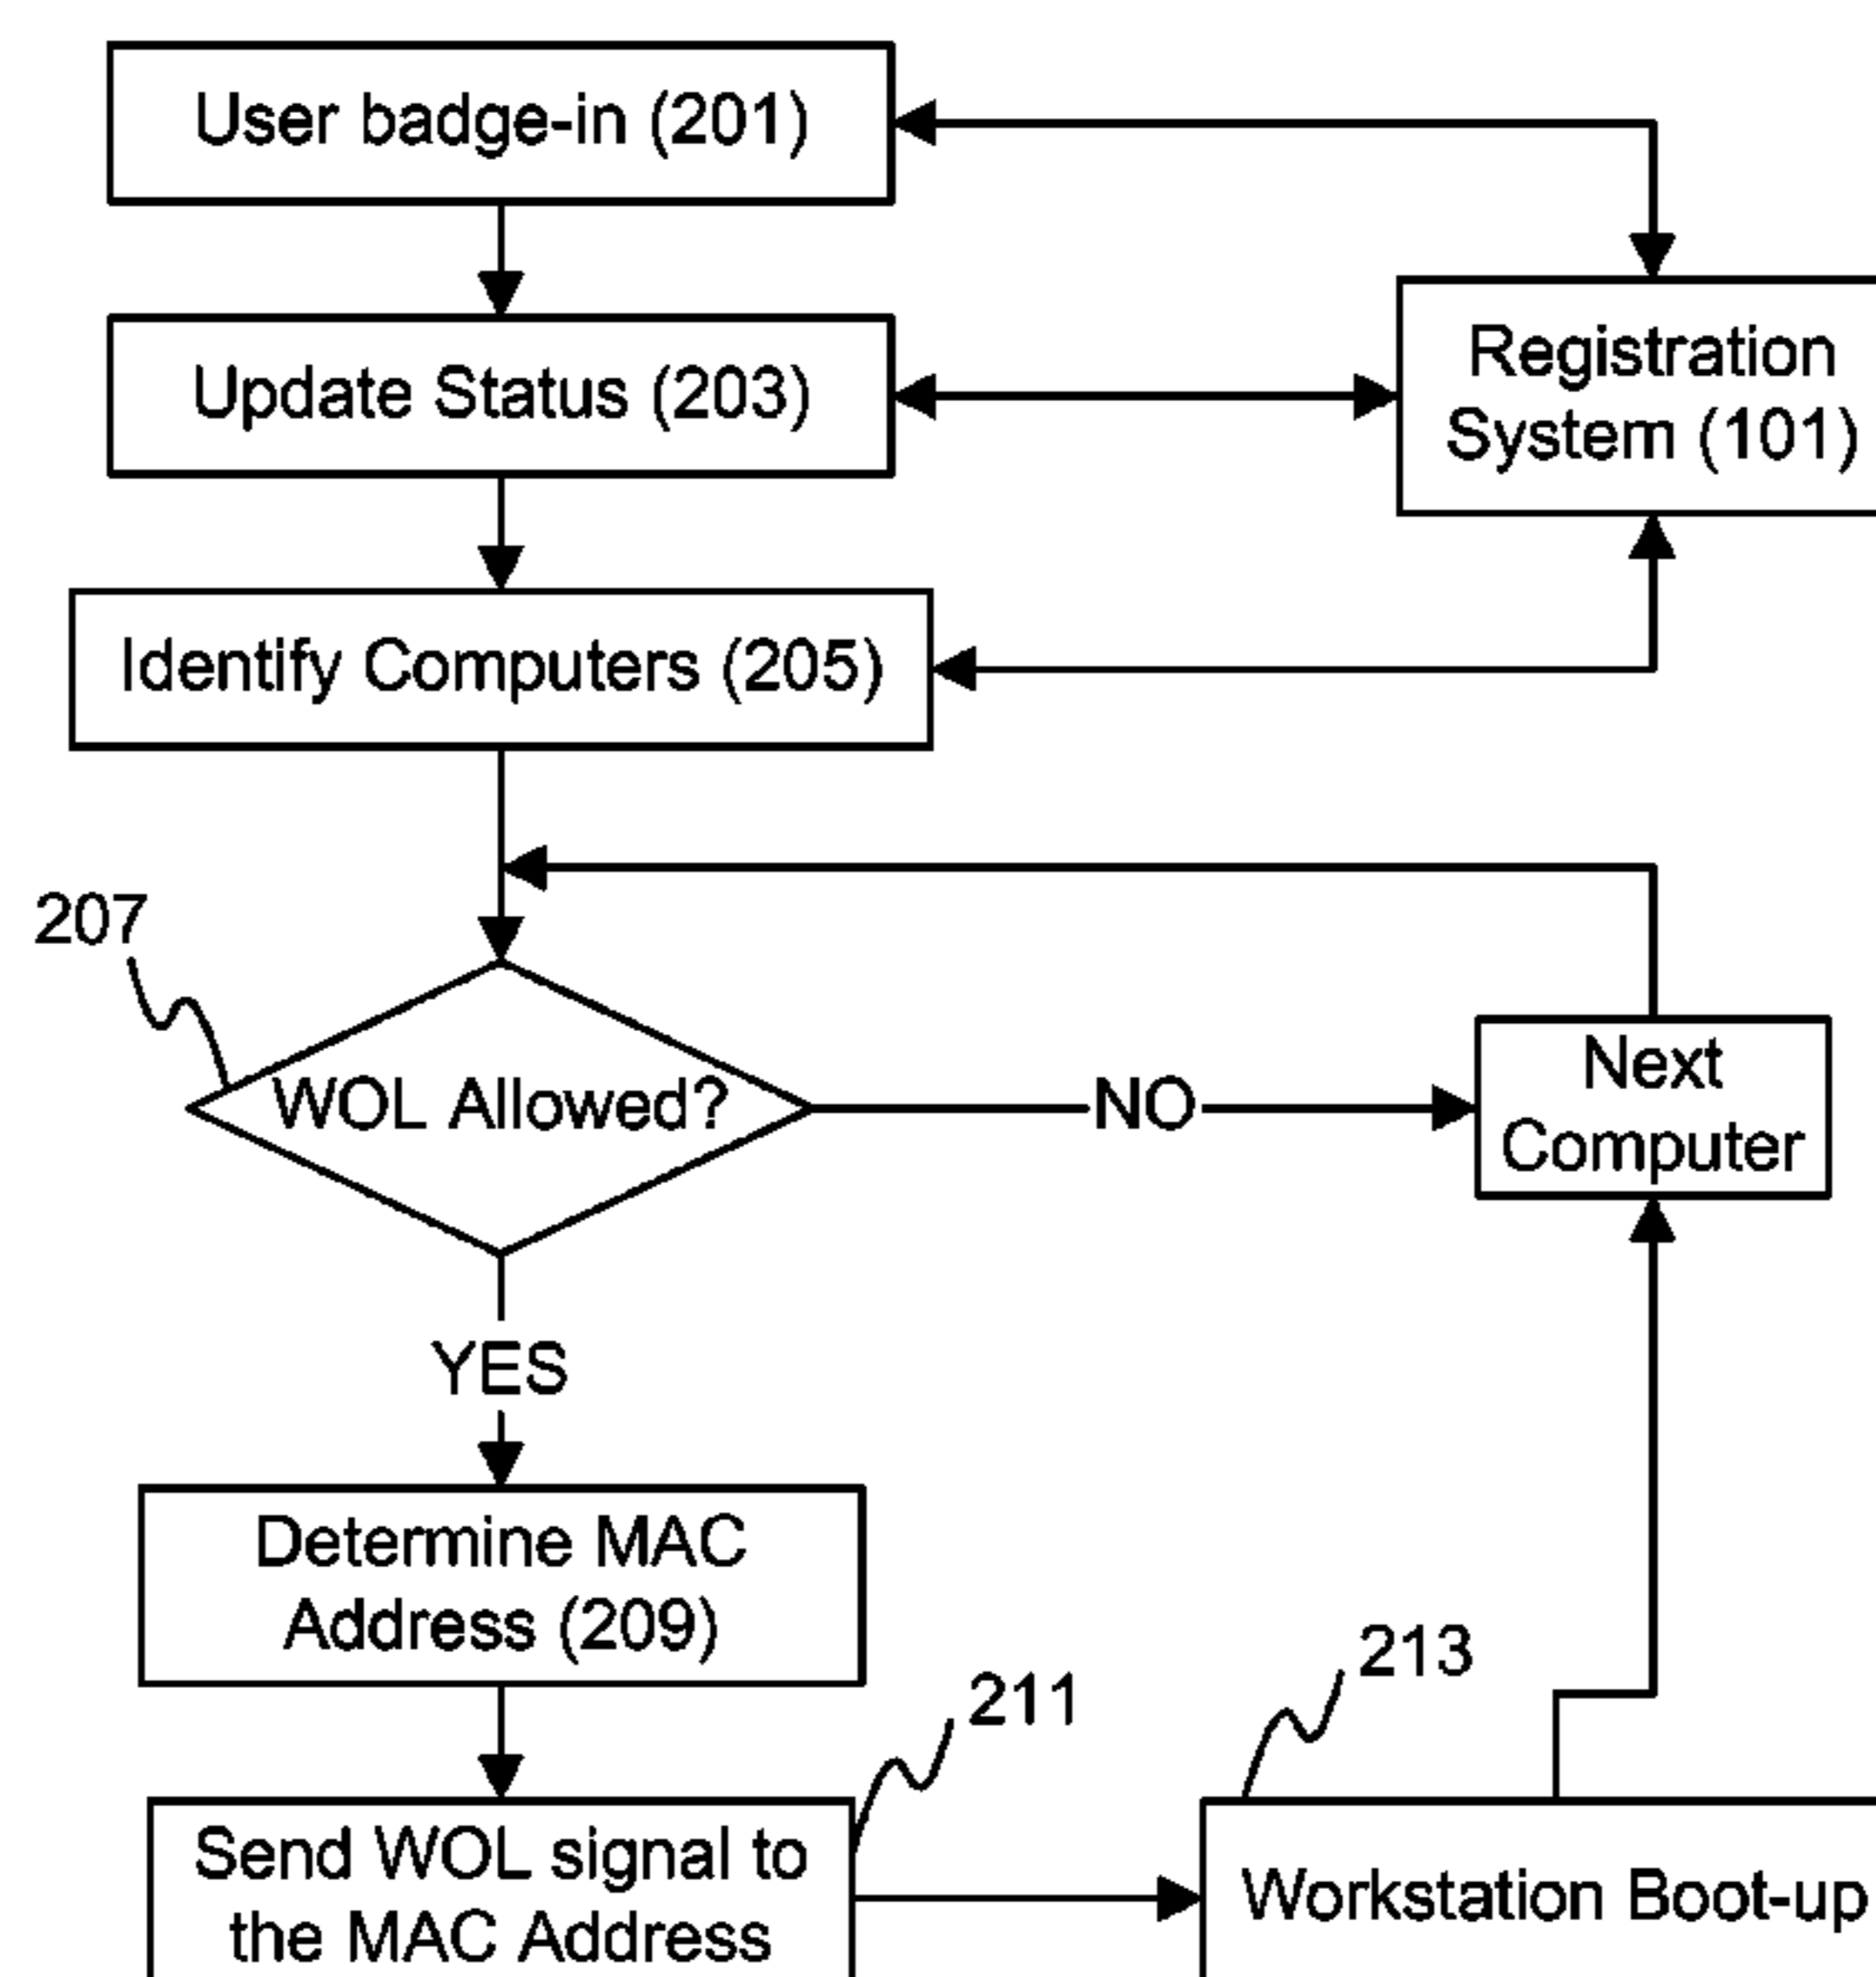 User badge-in (201)
Update Status (203)
Registration
System (101)
Identify Computers (205)
207
WOL Allowed?
NO
Next
Computer
YES
Determine MAC
Address (209)
211
213
Send WOL signal to
the MAC Address
Workstation Boot-up